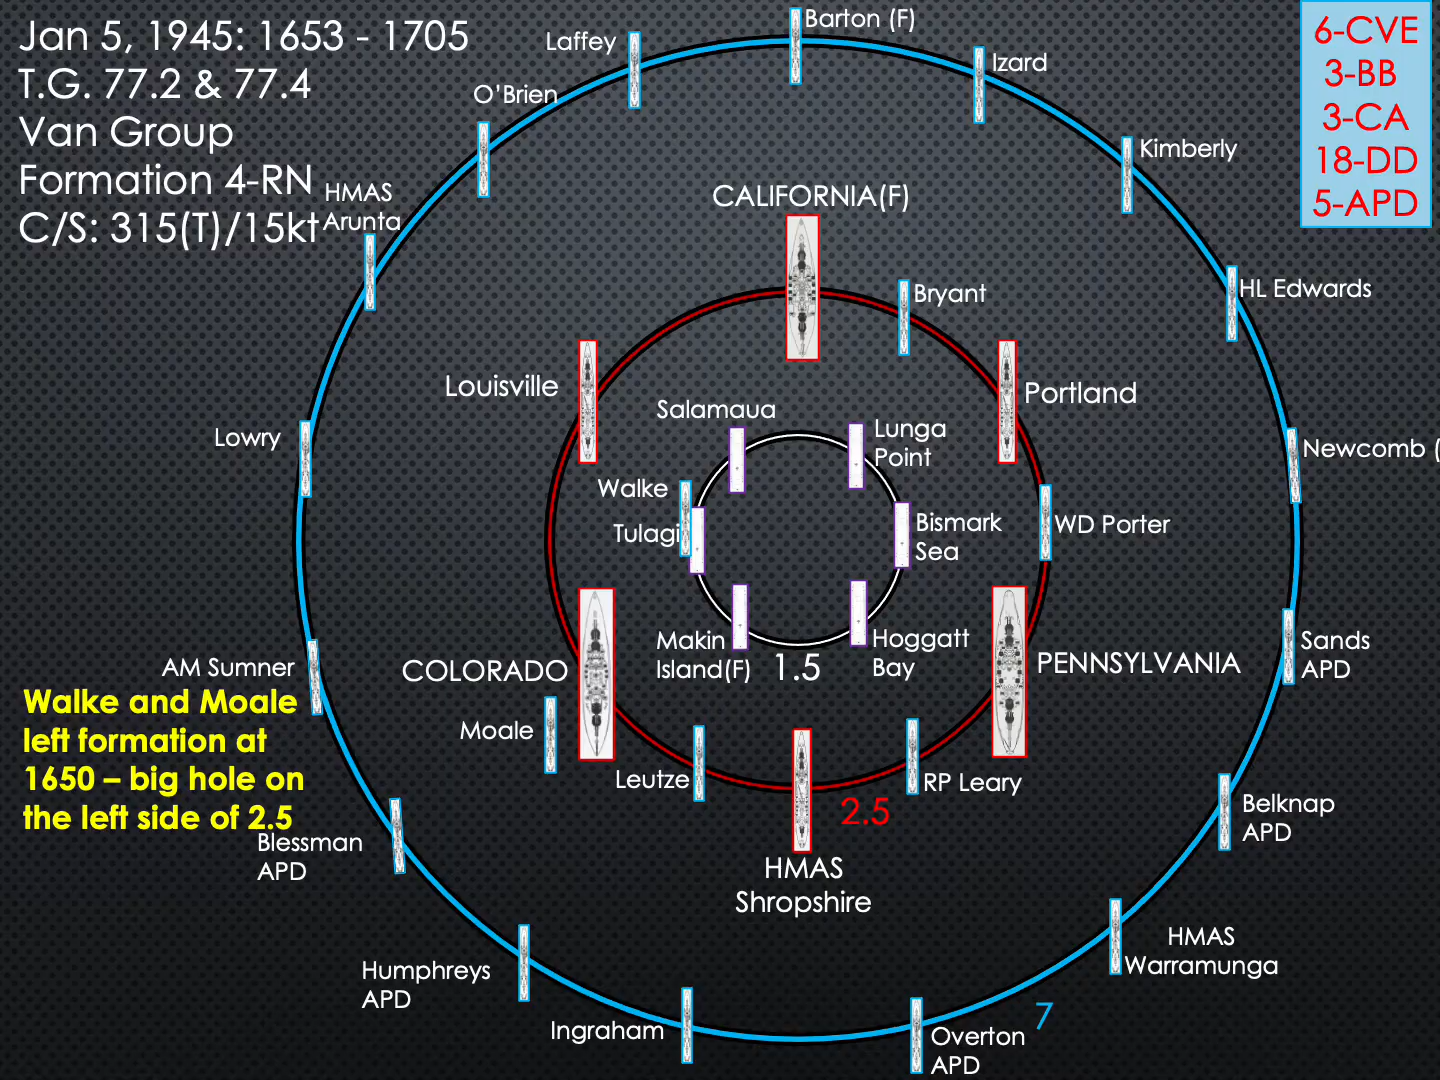 Jan 5, 1945: 1653 - 1705
T.G. 77.2 & 77.4
Van Group
Formation 4-RN
C/S: 315(T)/15kt
6-CVE
3-BB
3-CA
18-DD
5-APD
Barton (F)
Laffey
Izard
O’Brien
Kimberly
HMAS
Arunta
CALIFORNIA(F)
HL Edwards
Bryant
Louisville
Portland
Salamaua
Lunga
Point
Lowry
Newcomb (
Walke
Tulagi
Bismark
Sea
WD Porter
Makin
Island(F)
Hoggatt
Bay
1.5
Sands
APD
AM Sumner
COLORADO
PENNSYLVANIA
Walke and Moale
left formation at
1650 – big hole on
the left side of 2.5
Moale
Leutze
RP Leary
2.5
Belknap
APD
Blessman
APD
HMAS
Shropshire
HMAS
Warramunga
Humphreys
APD
Ingraham
7
Overton
APD